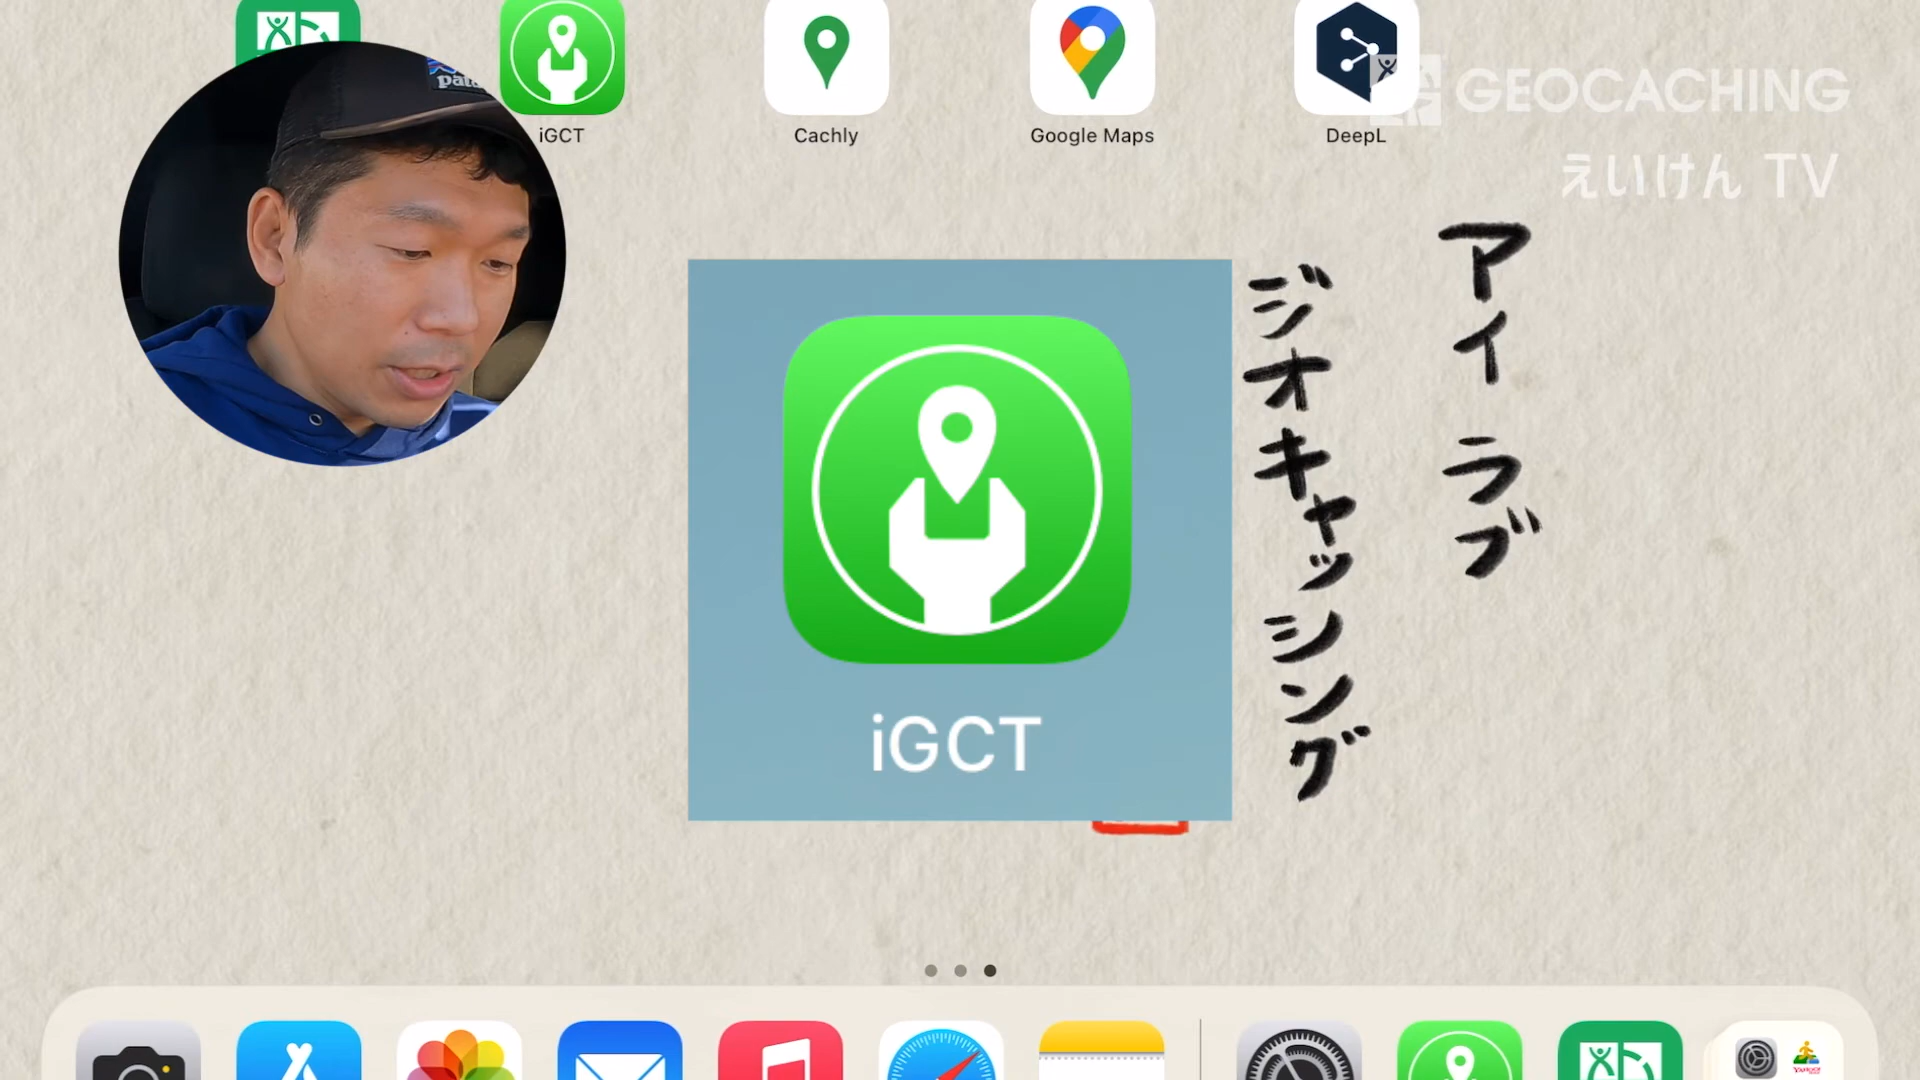 iGCT
Cachly
Google Maps
DeepL
GEOCACHING
えいけん TV
アイ ラブ
ジオキャッシング
iGCT